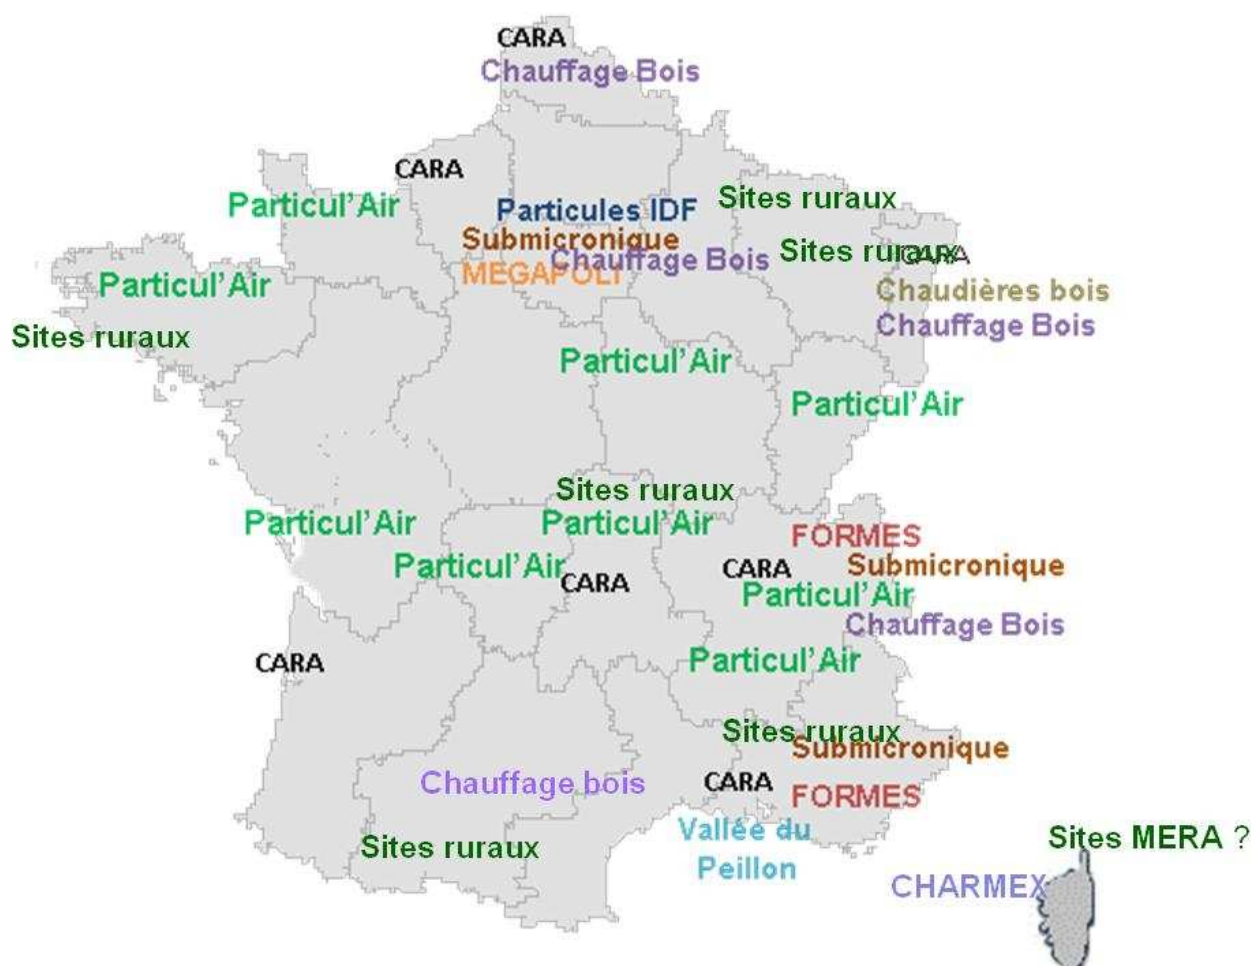 CARA
Chauffage Bois
CARA
Particul'Air
Particules IDF
Sites ruraux
Submicronique
Chauffage Bois
Sites ruraux
CARA
MEGAPOLI
Particul'Air
Chaudières bois
Chauffage Bois
Sites ruraux
Particul'Air
Particul'Air
Sites ruraux
Particul'Air
Particul'Air
FORMES
Particul'Air
CARA
CARA
Submicronique
Particul'Air
Chauffage Bois
CARA
Particul'Air
Sites ruraux
Submicronique
Chauffage bois
CARA
FORMES
Vallée du
Peillon
Sites ruraux
Sites MERA ?
CHARMEX